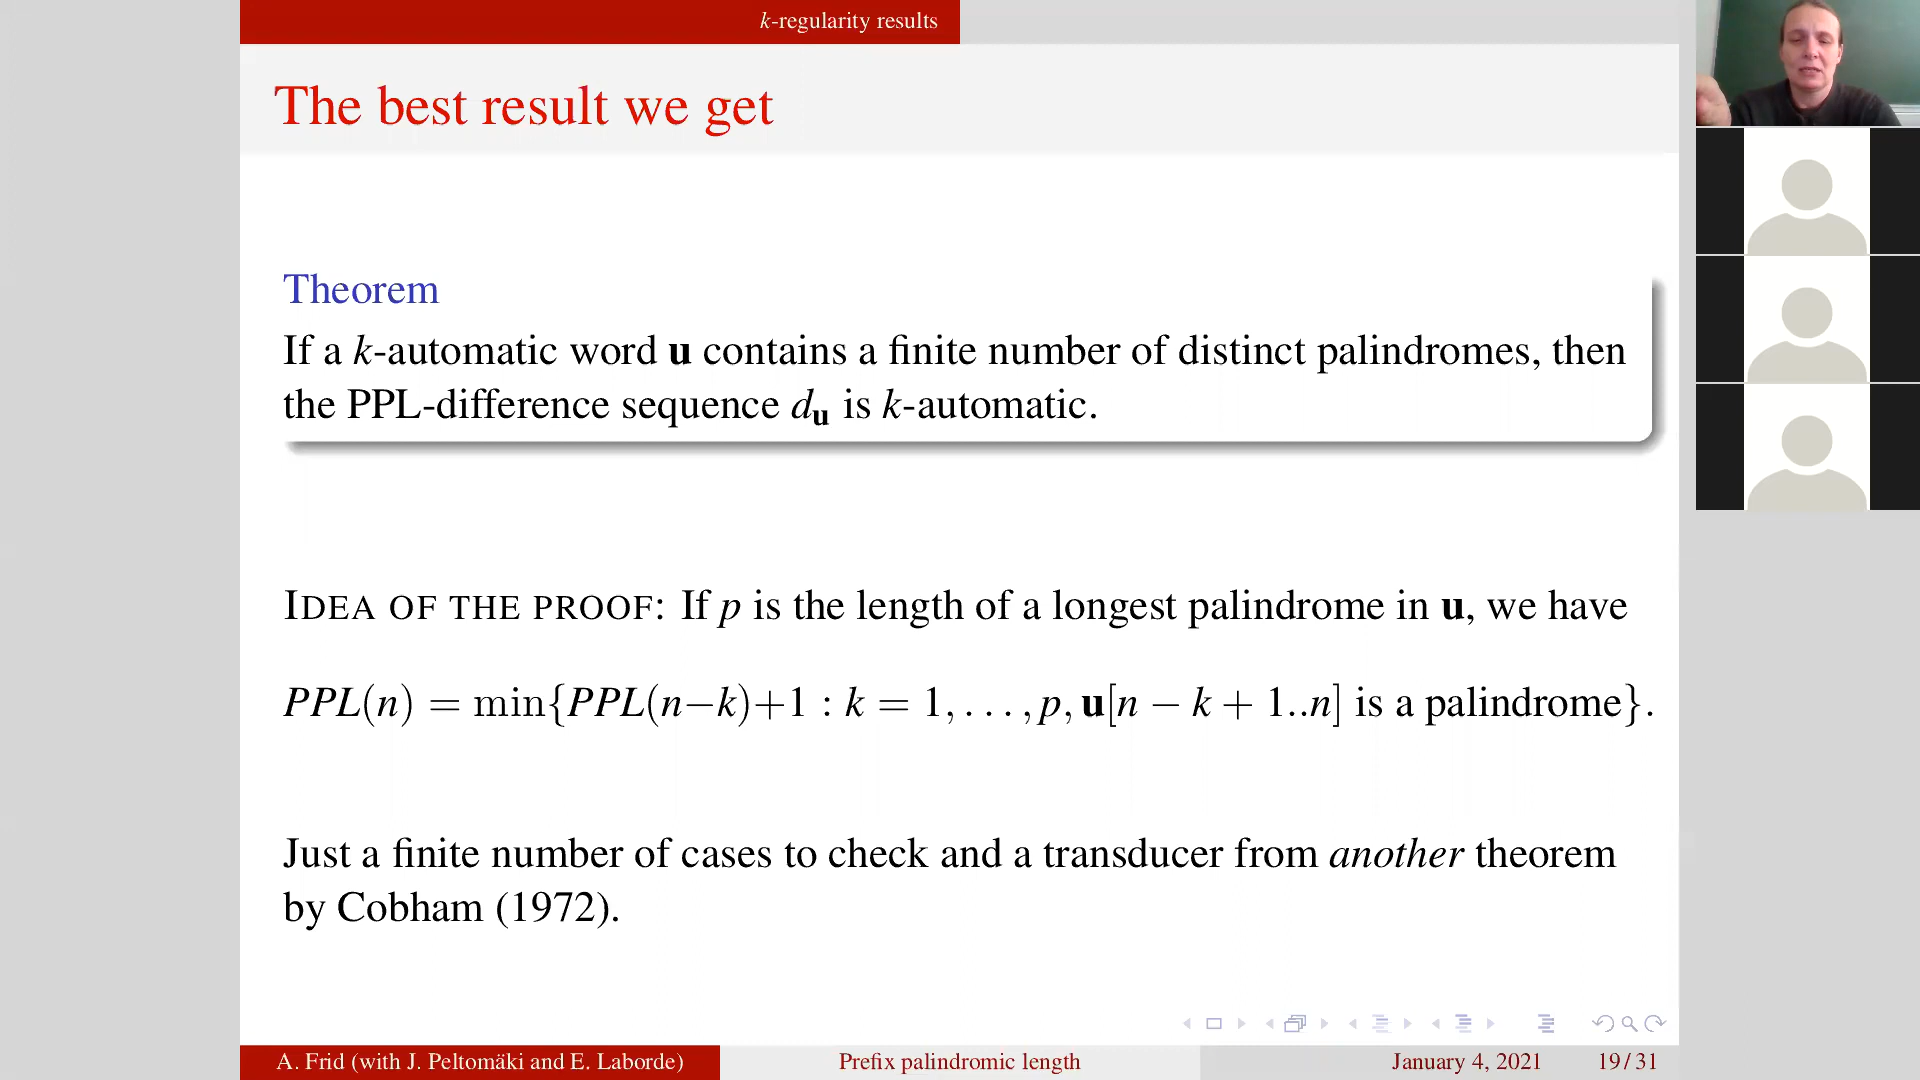 k-regularity results
The best result we get
Theorem
If a k-automatic word u contains a finite number of distinct palindromes, then
the PPL-difference sequence d_u is k-automatic.
IDEA OF THE PROOF: If p is the length of a longest palindrome in u, we have
PPL(n) = min{PPL(n−k)+1 : k = 1, . . . , p, u[n − k + 1..n] is a palindrome}.
Just a finite number of cases to check and a transducer from another theorem
by Cobham (1972).
A. Frid (with J. Peltomäki and E. Laborde) Prefix palindromic length January 4, 2021 19 / 31